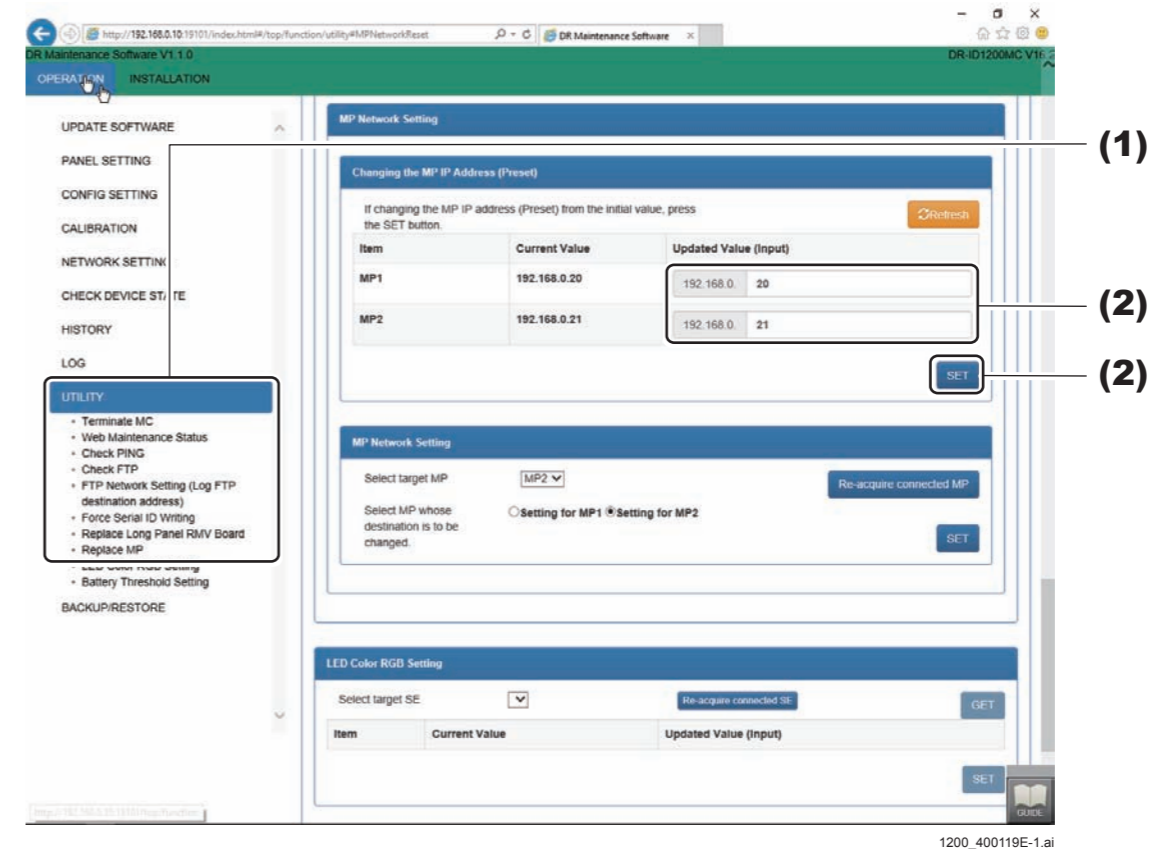 http://192.168.0.10:19101/index.html#/top/function/utility#MPNetworkReset
DR Maintenance Software
DR Maintenance Software V1.1.0
DR-ID1200MC V16.2
OPERATION
INSTALLATION
UPDATE SOFTWARE
PANEL SETTING
CONFIG SETTING
CALIBRATION
NETWORK SETTING
CHECK DEVICE STATE
HISTORY
LOG
UTILITY
• Terminate MC
• Web Maintenance Status
• Check PING
• Check FTP
• FTP Network Setting (Log FTP
destination address)
• Force Serial ID Writing
• Replace Long Panel RMV Board
• Replace MP
• LED Color RGB Setting
• Battery Threshold Setting
BACKUP/RESTORE
MP Network Setting
Changing the MP IP Address (Preset)
If changing the MP IP address (Preset) from the initial value, press
the SET button.
Refresh
Item Current Value Updated Value (Input)
MP1 192.168.0.20 192.168.0. 20
MP2 192.168.0.21 192.168.0. 21
SET
MP Network Setting
Select target MP MP2 Re-acquire connected MP
Select MP whose
destination is to be
changed.
Setting for MP1 Setting for MP2
SET
LED Color RGB Setting
Select target SE Re-acquire connected SE GET
Item Current Value Updated Value (Input)
SET
GUIDE
(1)
(2)
(2)
1200_400119E-1.ai